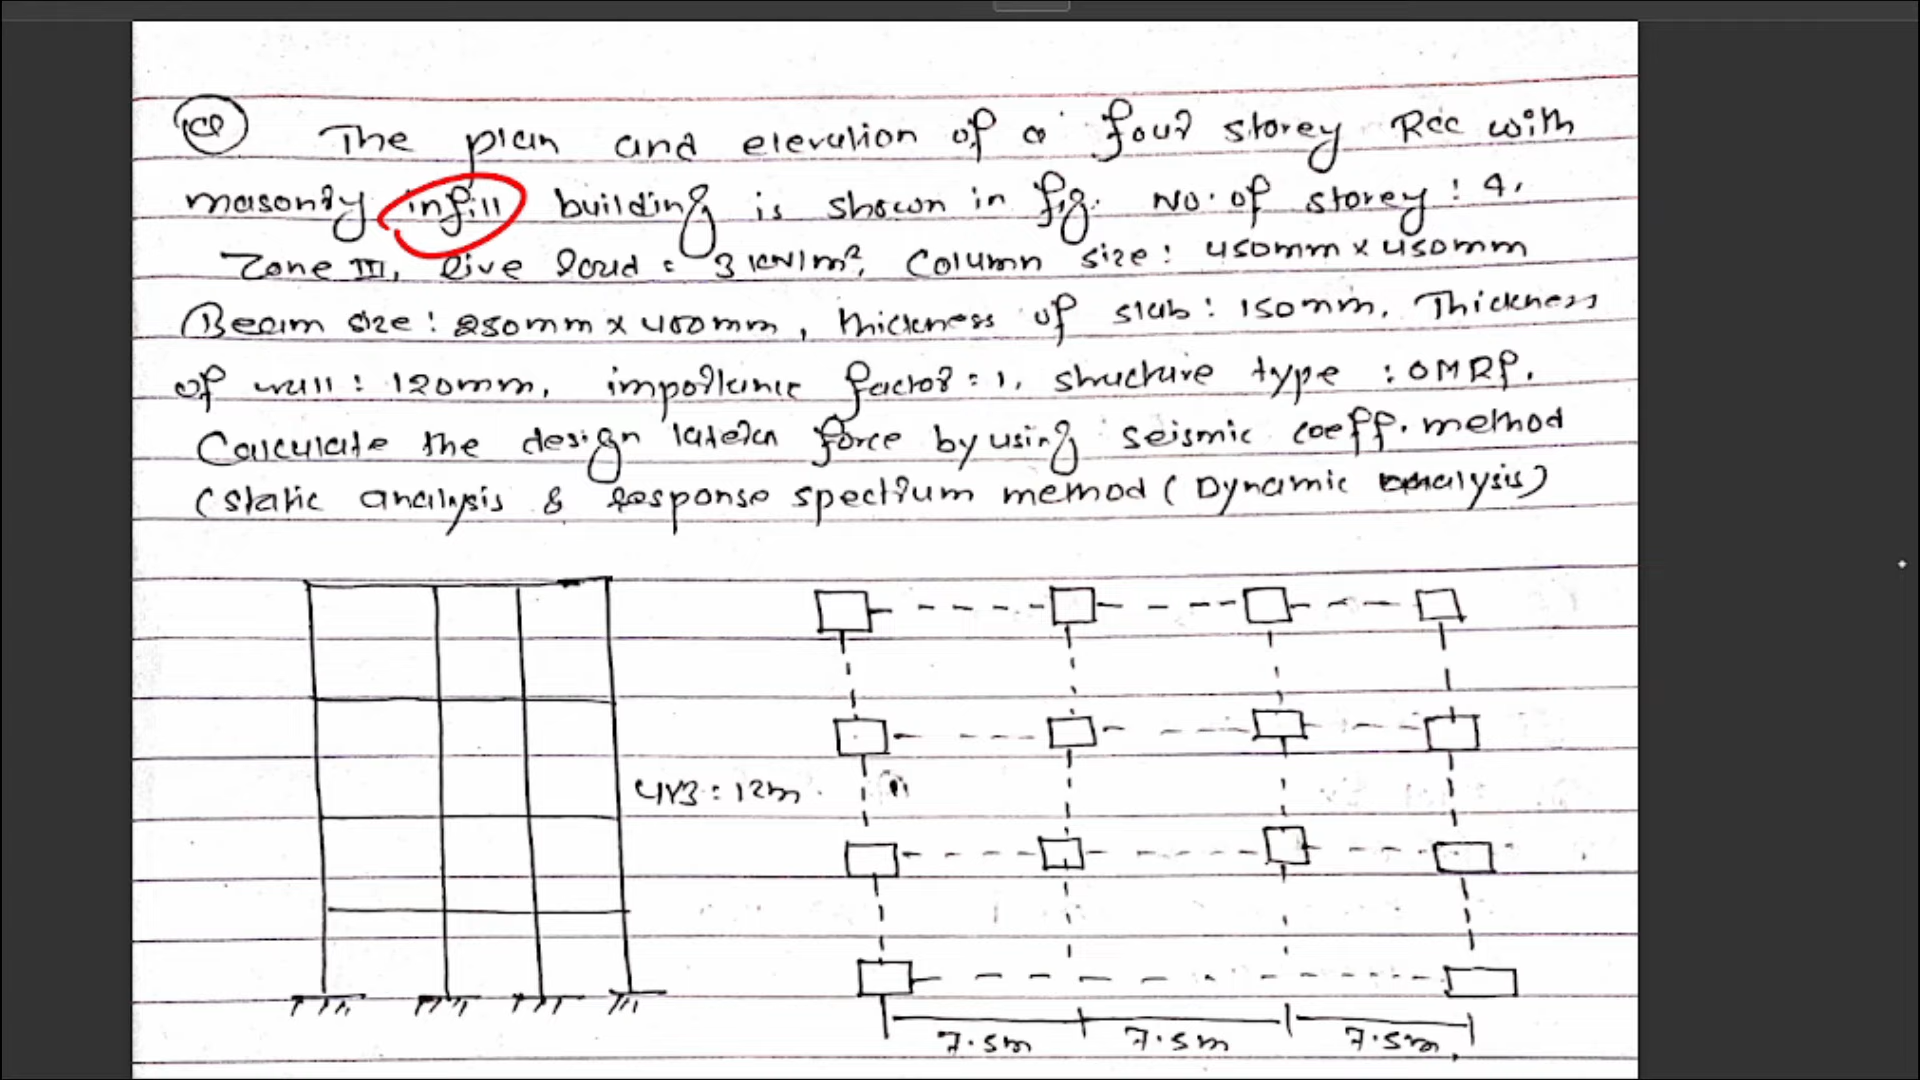 Q
The plan and elevation of a four storey RCC with
masonry infill building is shown in fig. No. of storey : 4,
Zone III, live load = 3 kN/m², Column size : 450mm x 450mm
Beam size : 250mm x 400mm, thickness of slab : 150mm. Thickness
of wall : 120mm, importance factor = 1, structure type : OMRF.
Calculate the design lateral force by using seismic coeff. method
(static analysis & response spectrum method (Dynamic analysis)
4x3 = 12m
7.5m 7.5m 7.5m